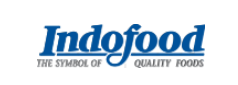 Indofood
THE SYMBOL OF QUALITY FOODS